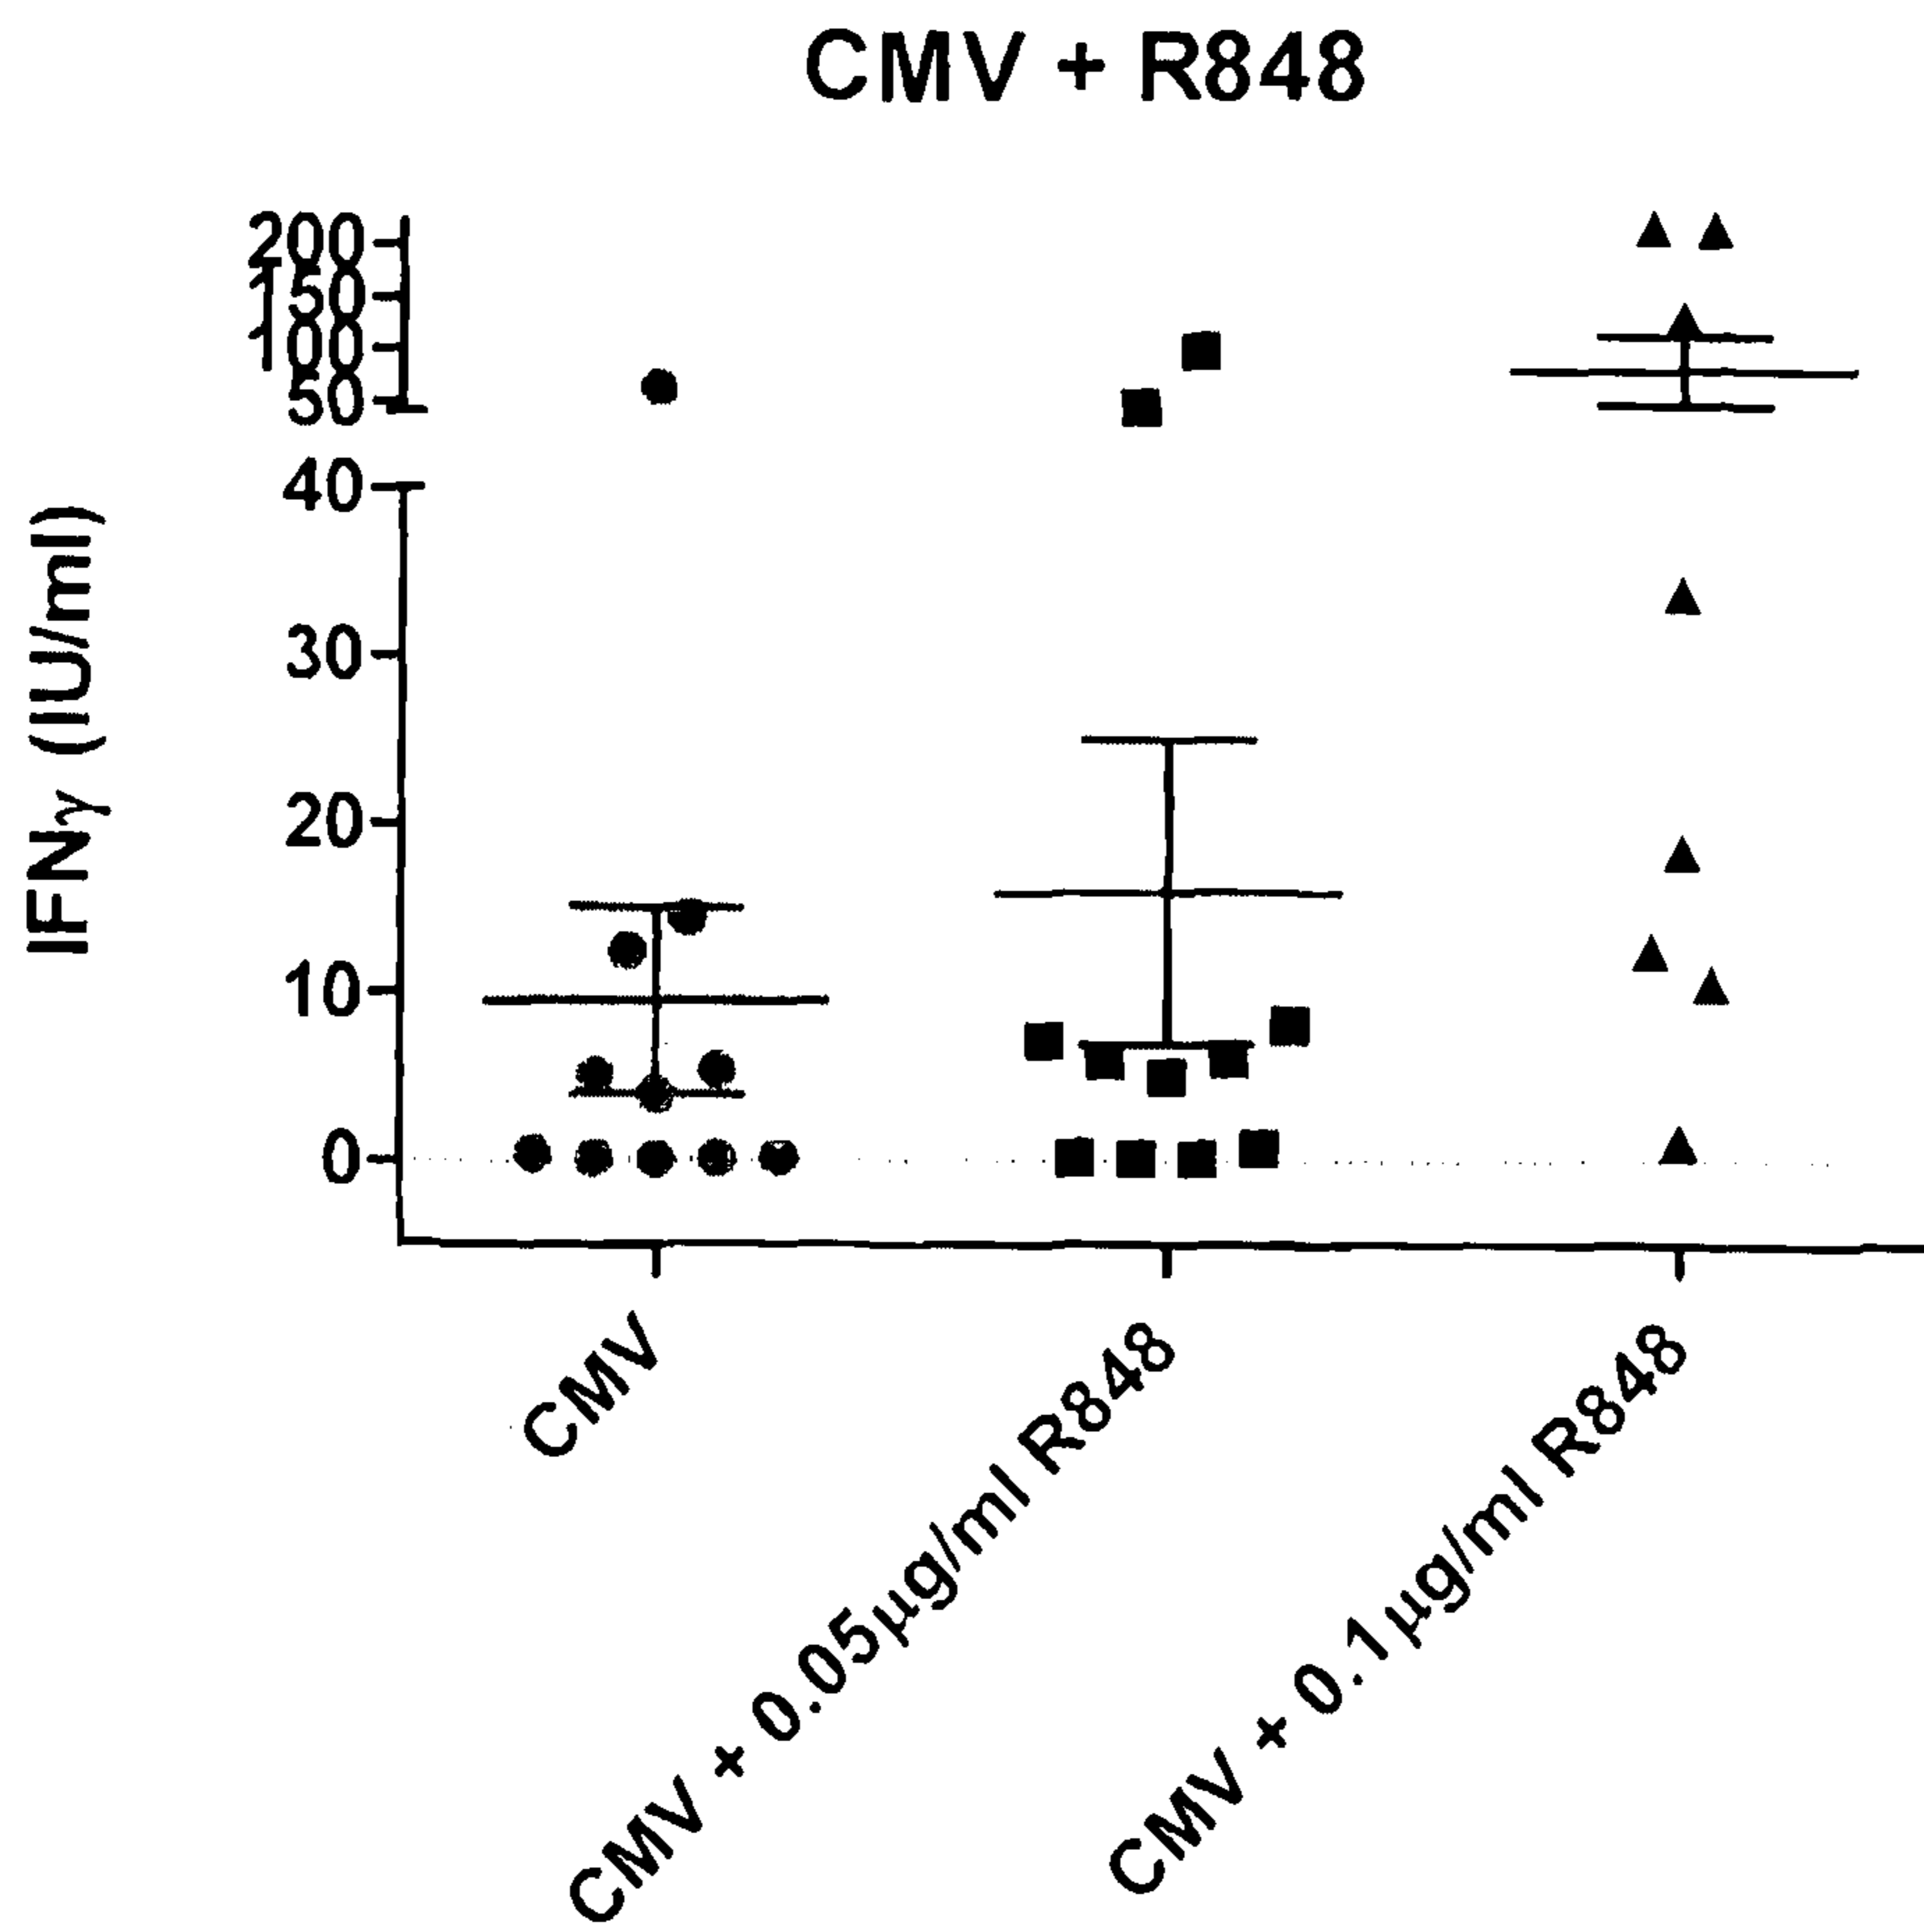 CMV + R848
IFNγ (IU/ml)
200
150
100
50
40
30
20
10
0
CMV
CMV + 0.05µg/ml R848
CMV + 0.1µg/ml R848